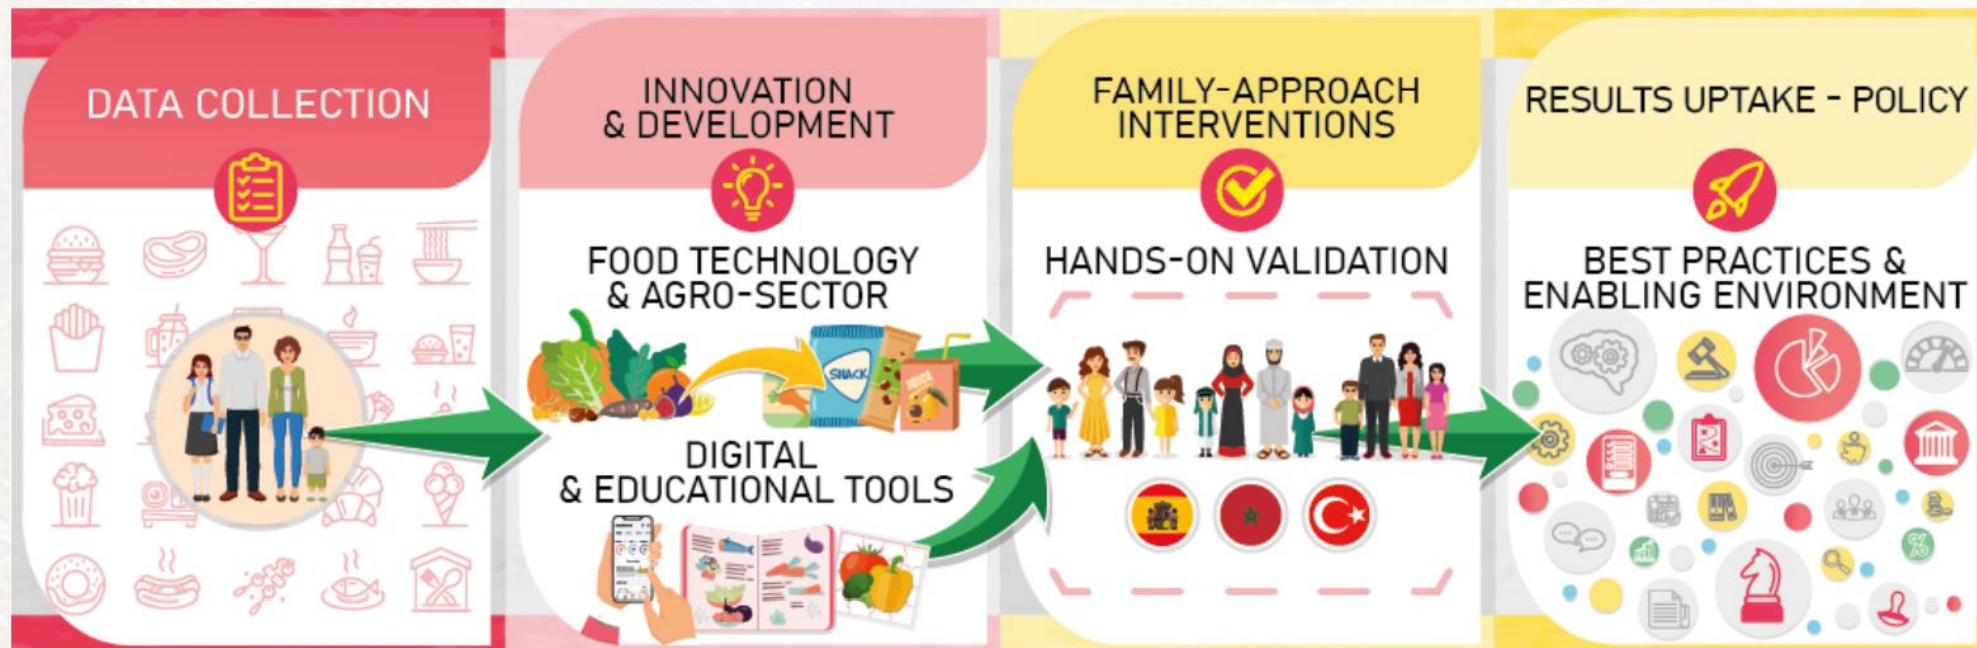 DATA COLLECTION
INNOVATION
& DEVELOPMENT
FOOD TECHNOLOGY
& AGRO-SECTOR
SNACK
JUICE
DIGITAL
& EDUCATIONAL TOOLS
FAMILY-APPROACH
INTERVENTIONS
HANDS-ON VALIDATION
RESULTS UPTAKE - POLICY
BEST PRACTICES &
ENABLING ENVIRONMENT
%